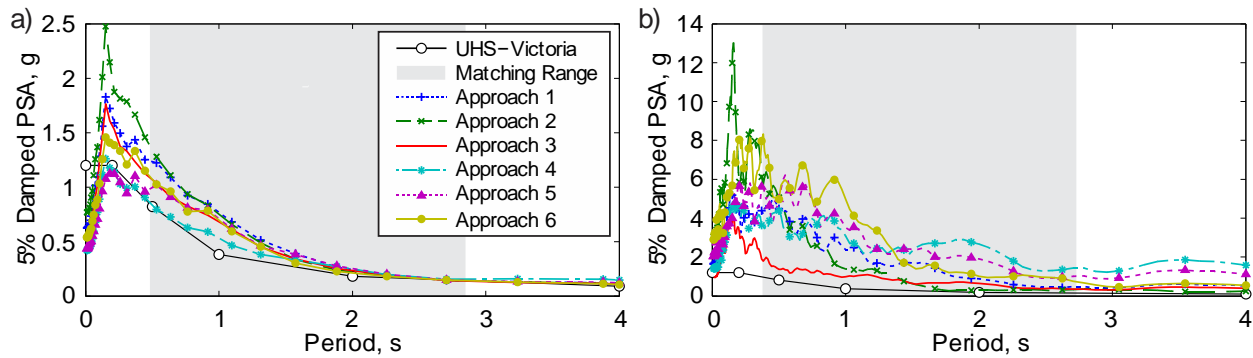 a)
5% Damped PSA, g
2.5
2
1.5
1
0.5
0
0
1
2
3
4
Period, s
UHS−Victoria
Matching Range
Approach 1
Approach 2
Approach 3
Approach 4
Approach 5
Approach 6
b)
5% Damped PSA, g
14
12
10
8
6
4
2
0
0
1
2
3
4
Period, s